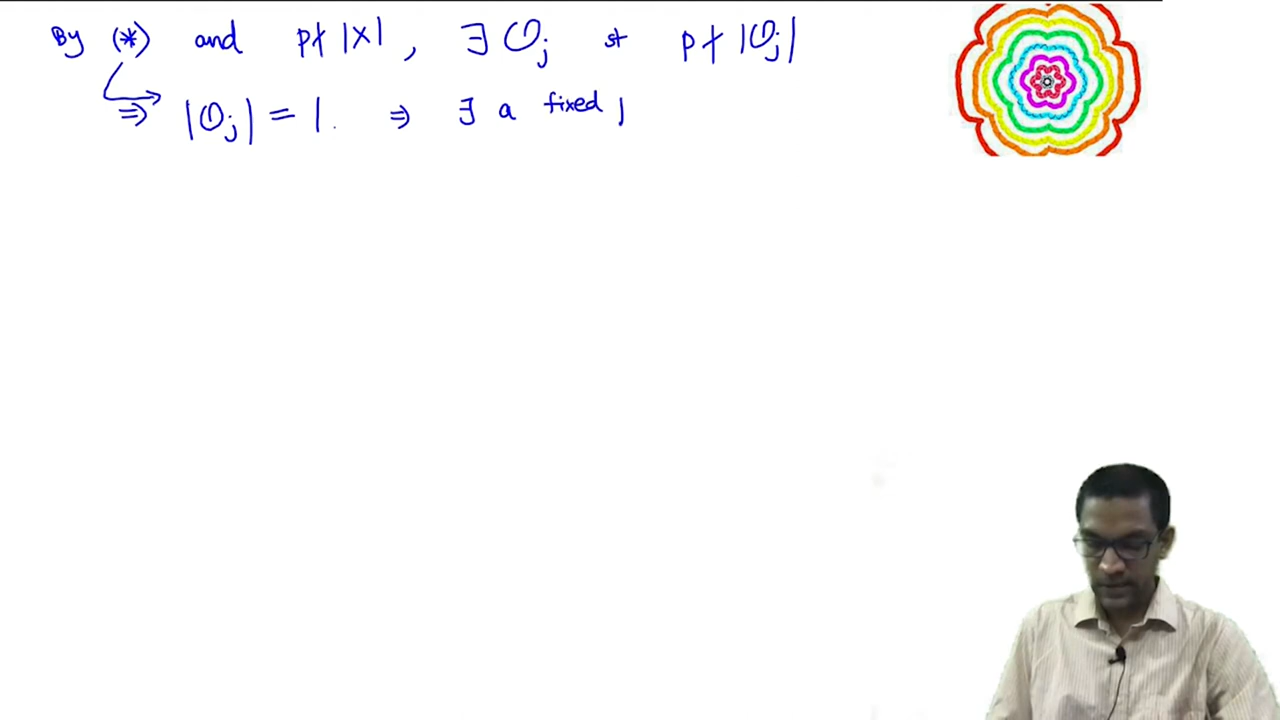 By (*) and p∤ |X| , ∃ O_j st p∤ |O_j|
⇒ |O_j| = 1. ⇒ ∃ a fixed